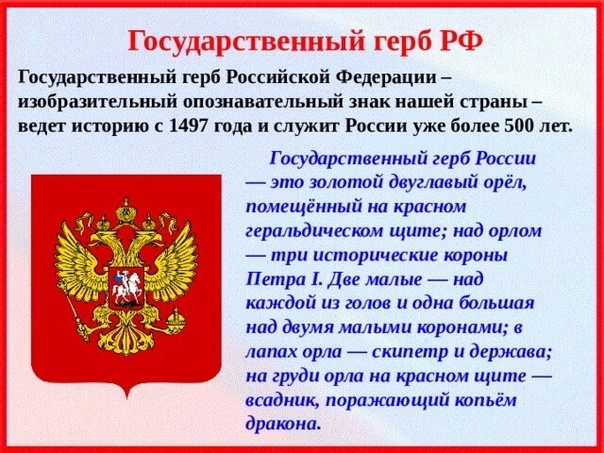 Государственный герб РФ
Государственный герб Российской Федерации –
изобразительный опознавательный знак нашей страны –
ведет историю с 1497 года и служит России уже более 500 лет.
Государственный герб России
— это золотой двуглавый орёл,
помещённый на красном
геральдическом щите; над орлом
— три исторические короны
Петра I. Две малые — над
каждой из голов и одна большая
над двумя малыми коронами; в
лапах орла — скипетр и держава;
на груди орла на красном щите —
всадник, поражающий копьём
дракона.